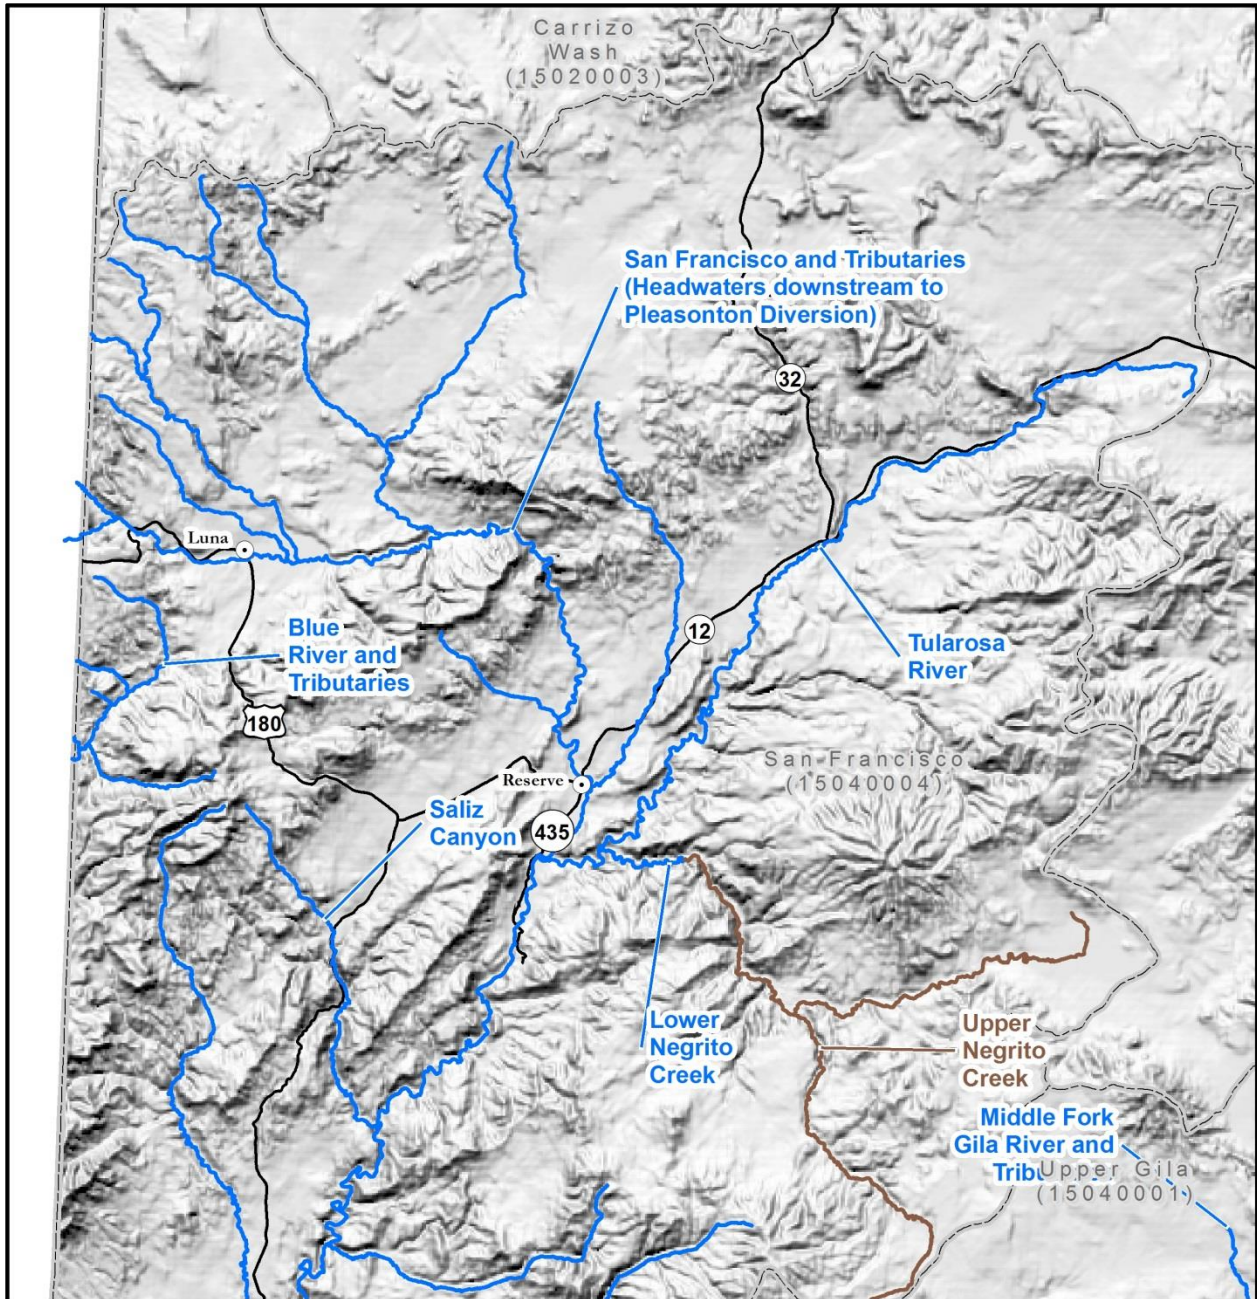 Carrizo
Wash
(15020003)
San Francisco and Tributaries
(Headwaters downstream to
Pleasonton Diversion)
32
Luna
12
Tularosa
River
Blue
River and
Tributaries
180
San Francisco
(15040004)
Reserve
Saliz
Canyon
435
Lower
Negrito
Creek
Upper
Negrito
Creek
Middle Fork
Gila River and
Upper Gila
(15040001)